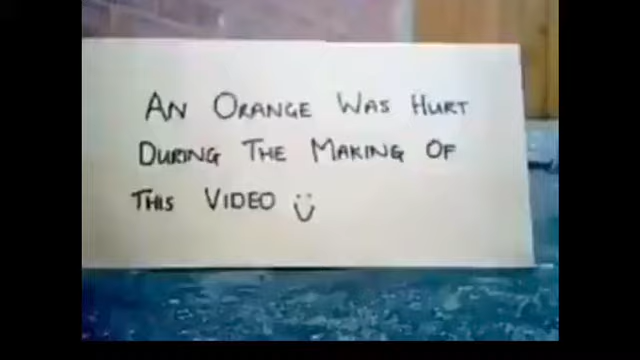 An Orange Was Hurt
During The Making Of
This Video Ü